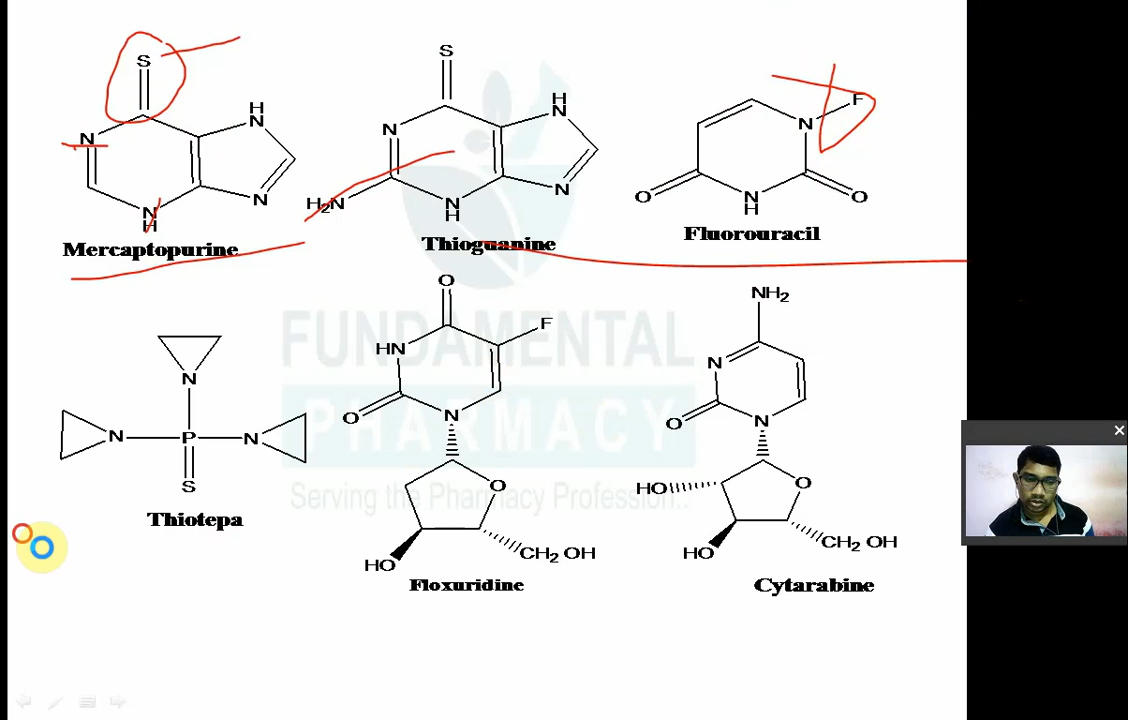 S
N
H
N
N
H
Mercaptopurine
S
N
H
N
H₂N
N
H
N
Thioguanine
F
N
O
N
H
O
Fluorouracil
N
N
P
N
S
Thiotepa
O
F
HN
O
N
O
HO
CH₂ OH
Floxuridine
NH₂
N
O
N
HO
O
HO
CH₂ OH
Cytarabine
FUNDAMENTAL
PHARMACY
Serving the Pharmacy Profession..